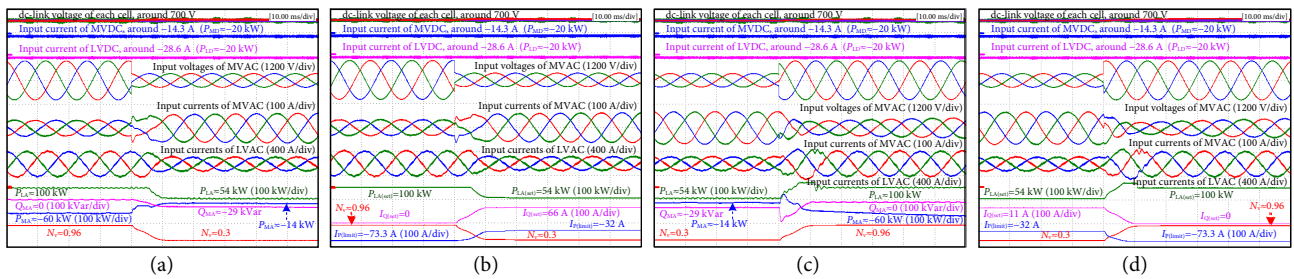 dc-link voltage of each cell, around 700 V
[10.00 ms/div]
Input current of MVDC, around −14.3 A (PMD=−20 kW)
Input current of LVDC, around −28.6 A (PLD=−20 kW)
Input voltages of MVAC (1200 V/div)
Input currents of MVAC (100 A/div)
Input currents of LVAC (400 A/div)
PLA=100 kW
PLA=54 kW (100 kW/div)
QMA=0 (100 kVar/div)
QMA=−29 kVar
PMA=−60 kW (100 kW/div)
PMA=−14 kW
Nv=0.96
Nv=0.3
(a)
dc-link voltage of each cell, around 700 V
[10.00 ms/div]
Input current of MVDC, around −14.3 A (PMD=−20 kW)
Input current of LVDC, around −28.6 A (PLD=−20 kW)
Input voltages of MVAC (1200 V/div)
Input currents of MVAC (100 A/div)
Input currents of LVAC (400 A/div)
PLA(set)=100 kW
PLA(set)=54 kW (100 kW/div)
Nv=0.96
IQ(set)=0
IQ(set)=66 A (100 A/div)
IP(limit)=−32 A
IP(limit)=−73.3 A (100 A/div)
Nv=0.3
(b)
dc-link voltage of each cell, around 700 V
[10.00 ms/div]
Input current of MVDC, around −14.3 A (PMD=−20 kW)
Input current of LVDC, around −28.6 A (PLD=−20 kW)
Input voltages of MVAC (1200 V/div)
Input currents of MVAC (100 A/div)
Input currents of LVAC (400 A/div)
PLA=54 kW (100 kW/div)
PLA=100 kW
QMA=0 (100 kVar/div)
QMA=−29 kVar
PMA=−14 kW
PMA=−60 kW (100 kW/div)
Nv=0.3
Nv=0.96
(c)
dc-link voltage of each cell, around 700 V
[10.00 ms/div]
Input current of MVDC, around −14.3 A (PMD=−20 kW)
Input current of LVDC, around −28.6 A (PLD=−20 kW)
Input voltages of MVAC (1200 V/div)
Input currents of MVAC (100 A/div)
Input currents of LVAC (400 A/div)
PLA(set)=54 kW (100 kW/div)
PLA(set)=100 kW
Nv=0.96
IQ(set)=11 A (100 A/div)
IQ(set)=0
IP(limit)=−32 A
Nv=0.3
IP(limit)=−73.3 A (100 A/div)
(d)